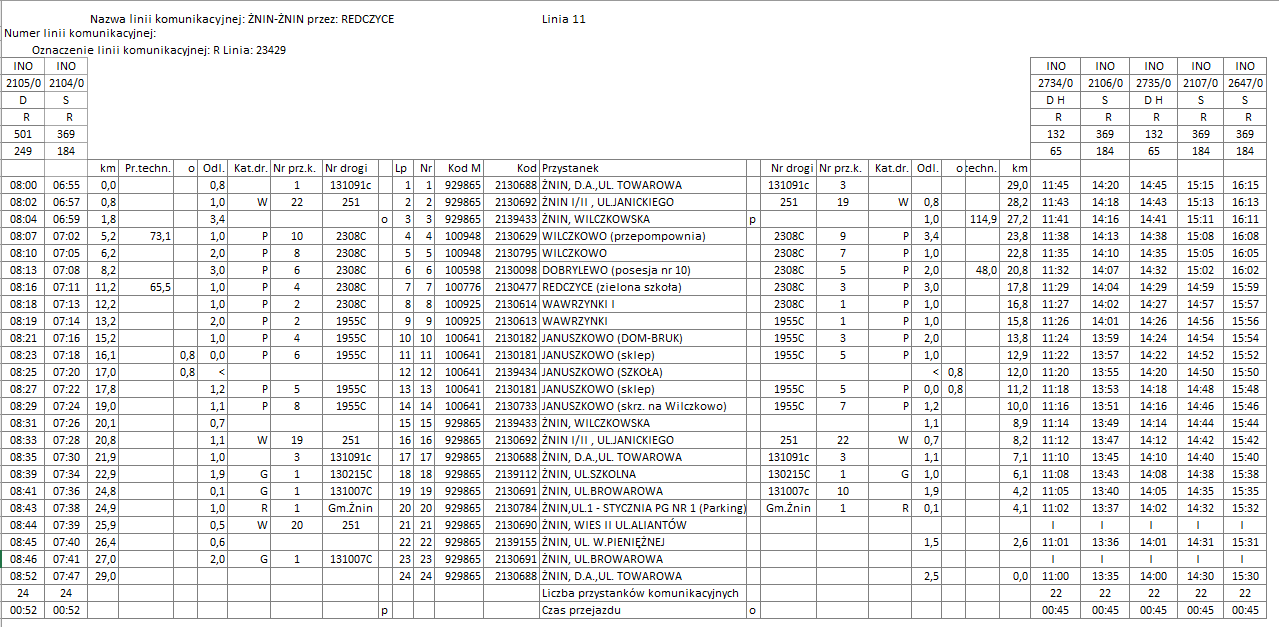 Nazwa linii komunikacyjnej: ŻNIN-ŻNIN przez: REDCZYCE Linia 11
Numer linii komunikacyjnej:
Oznaczenie linii komunikacyjnej: R Linia: 23429
INO INO INO INO INO INO INO
2105/0 2104/0 2734/0 2106/0 2735/0 2107/0 2647/0
D S D H S D H S S
R R R R R R R
501 369 132 369 132 369 369
249 184 65 184 65 184 184
km Pr.techn. o Odl. Kat.dr. Nr prz.k. Nr drogi Lp Nr Kod M Kod Przystanek Nr drogi Nr prz.k. Kat.dr. Odl. o techn. km
08:00 06:55 0,0 0,8 1 131091c 1 1 929865 2130688 ŻNIN, D.A.,UL. TOWAROWA 131091c 3 29,0 11:45 14:20 14:45 15:15 16:15
08:02 06:57 0,8 1,0 W 22 251 2 2 929865 2130692 ŻNIN I/II , UL.JANICKIEGO 251 19 W 0,8 28,2 11:43 14:18 14:43 15:13 16:13
08:04 06:59 1,8 3,4 o 3 3 929865 2139433 ŻNIN, WILCZKOWSKA p 1,0 114,9 27,2 11:41 14:16 14:41 15:11 16:11
08:07 07:02 5,2 73,1 1,0 P 10 2308C 4 4 100948 2130629 WILCZKOWO (przepompownia) 2308C 9 P 3,4 23,8 11:38 14:13 14:38 15:08 16:08
08:10 07:05 6,2 2,0 P 8 2308C 5 5 100948 2130795 WILCZKOWO 2308C 7 P 1,0 22,8 11:35 14:10 14:35 15:05 16:05
08:13 07:08 8,2 3,0 P 6 2308C 6 6 100598 2130098 DOBRYLEWO (posesja nr 10) 2308C 5 P 2,0 48,0 20,8 11:32 14:07 14:32 15:02 16:02
08:16 07:11 11,2 65,5 1,0 P 4 2308C 7 7 100776 2130477 REDCZYCE (zielona szkoła) 2308C 3 P 3,0 17,8 11:29 14:04 14:29 14:59 15:59
08:18 07:13 12,2 1,0 P 2 2308C 8 8 100925 2130614 WAWRZYNKI I 2308C 1 P 1,0 16,8 11:27 14:02 14:27 14:57 15:57
08:19 07:14 13,2 2,0 P 2 1955C 9 9 100925 2130613 WAWRZYNKI 1955C 1 P 1,0 15,8 11:26 14:01 14:26 14:56 15:56
08:21 07:16 15,2 1,0 P 4 1955C 10 10 100641 2130182 JANUSZKOWO (DOM-BRUK) 1955C 3 P 2,0 13,8 11:24 13:59 14:24 14:54 15:54
08:23 07:18 16,1 0,8 0,0 P 6 1955C 11 11 100641 2130181 JANUSZKOWO (sklep) 1955C 5 P 1,0 12,9 11:22 13:57 14:22 14:52 15:52
08:25 07:20 17,0 0,8 < 12 12 100641 2139434 JANUSZKOWO (SZKOŁA) < 0,8 12,0 11:20 13:55 14:20 14:50 15:50
08:27 07:22 17,8 1,2 P 5 1955C 13 13 100641 2130181 JANUSZKOWO (sklep) 1955C 5 P 0,0 0,8 11,2 11:18 13:53 14:18 14:48 15:48
08:29 07:24 19,0 1,1 P 8 1955C 14 14 100641 2130733 JANUSZKOWO (skrz. na Wilczkowo) 1955C 7 P 1,2 10,0 11:16 13:51 14:16 14:46 15:46
08:31 07:26 20,1 0,7 15 15 929865 2139433 ŻNIN, WILCZKOWSKA 1,1 8,9 11:14 13:49 14:14 14:44 15:44
08:33 07:28 20,8 1,1 W 19 251 16 16 929865 2130692 ŻNIN I/II , UL.JANICKIEGO 251 22 W 0,7 8,2 11:12 13:47 14:12 14:42 15:42
08:35 07:30 21,9 1,0 3 131091c 17 17 929865 2130688 ŻNIN, D.A.,UL. TOWAROWA 131091c 3 1,1 7,1 11:10 13:45 14:10 14:40 15:40
08:39 07:34 22,9 1,9 G 1 130215C 18 18 929865 2139112 ŻNIN, UL.SZKOLNA 130215C 1 G 1,0 6,1 11:08 13:43 14:08 14:38 15:38
08:41 07:36 24,8 0,1 G 1 131007C 19 19 929865 2130691 ŻNIN, UL.BROWAROWA 131007c 10 1,9 4,2 11:05 13:40 14:05 14:35 15:35
08:43 07:38 24,9 1,0 R 1 Gm.Żnin 20 20 929865 2130784 ŻNIN,UL.1 - STYCZNIA PG NR 1 (Parking) Gm.Żnin 1 R 0,1 4,1 11:02 13:37 14:02 14:32 15:32
08:44 07:39 25,9 0,5 W 20 251 21 21 929865 2130690 ŻNIN, WIES II UL.ALIANTÓW | | | | |
08:45 07:40 26,4 0,6 22 22 929865 2139155 ŻNIN, UL. W.PIENIĘŻNEJ 1,5 2,6 11:01 13:36 14:01 14:31 15:31
08:46 07:41 27,0 2,0 G 1 131007C 23 23 929865 2130691 ŻNIN, UL.BROWAROWA | | | | |
08:52 07:47 29,0 24 24 929865 2130688 ŻNIN, D.A.,UL. TOWAROWA 2,5 0,0 11:00 13:35 14:00 14:30 15:30
24 24 Liczba przystanków komunikacyjnych 22 22 22 22 22
00:52 00:52 p Czas przejazdu o 00:45 00:45 00:45 00:45 00:45